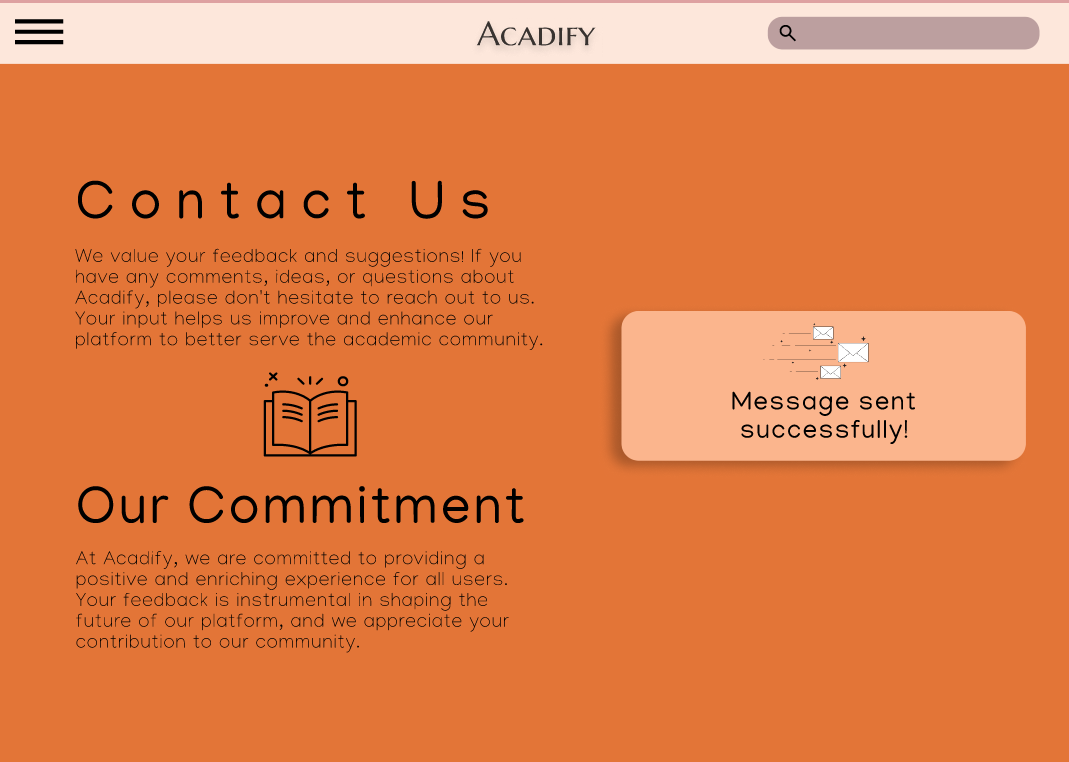 ACADIFY
Contact Us
We value your feedback and suggestions! If you
have any comments, ideas, or questions about
Acadify, please don't hesitate to reach out to us.
Your input helps us improve and enhance our
platform to better serve the academic community.
Message sent
successfully!
Our Commitment
At Acadify, we are committed to providing a
positive and enriching experience for all users.
Your feedback is instrumental in shaping the
future of our platform, and we appreciate your
contribution to our community.